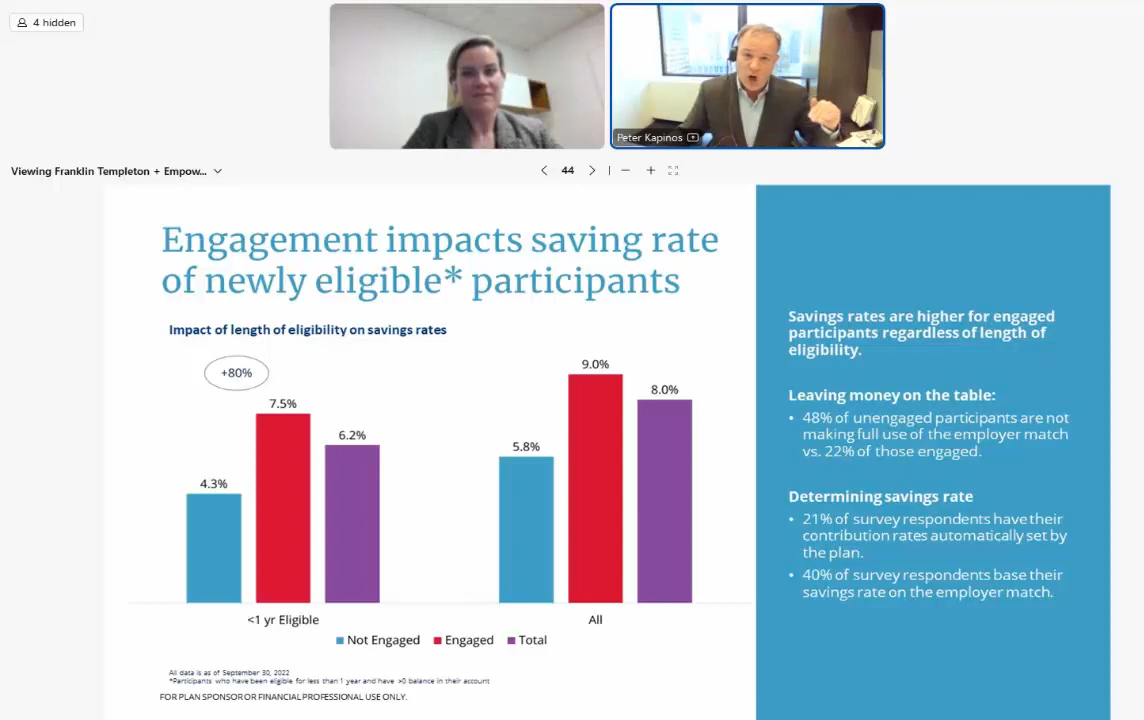 4 hidden
Peter Kapinos
Viewing Franklin Templeton + Empow...
44
Engagement impacts saving rate
of newly eligible* participants
Impact of length of eligibility on savings rates
+80%
4.3%
7.5%
6.2%
5.8%
9.0%
8.0%
<1 yr Eligible
All
Not Engaged
Engaged
Total
All data is as of September 30, 2022
*Participants who have been eligible for less than 1 year and have >0 balance in their account
FOR PLAN SPONSOR OR FINANCIAL PROFESSIONAL USE ONLY.
Savings rates are higher for engaged
participants regardless of length of
eligibility.
Leaving money on the table:
• 48% of unengaged participants are not
making full use of the employer match
vs. 22% of those engaged.
Determining savings rate
• 21% of survey respondents have their
contribution rates automatically set by
the plan.
• 40% of survey respondents base their
savings rate on the employer match.